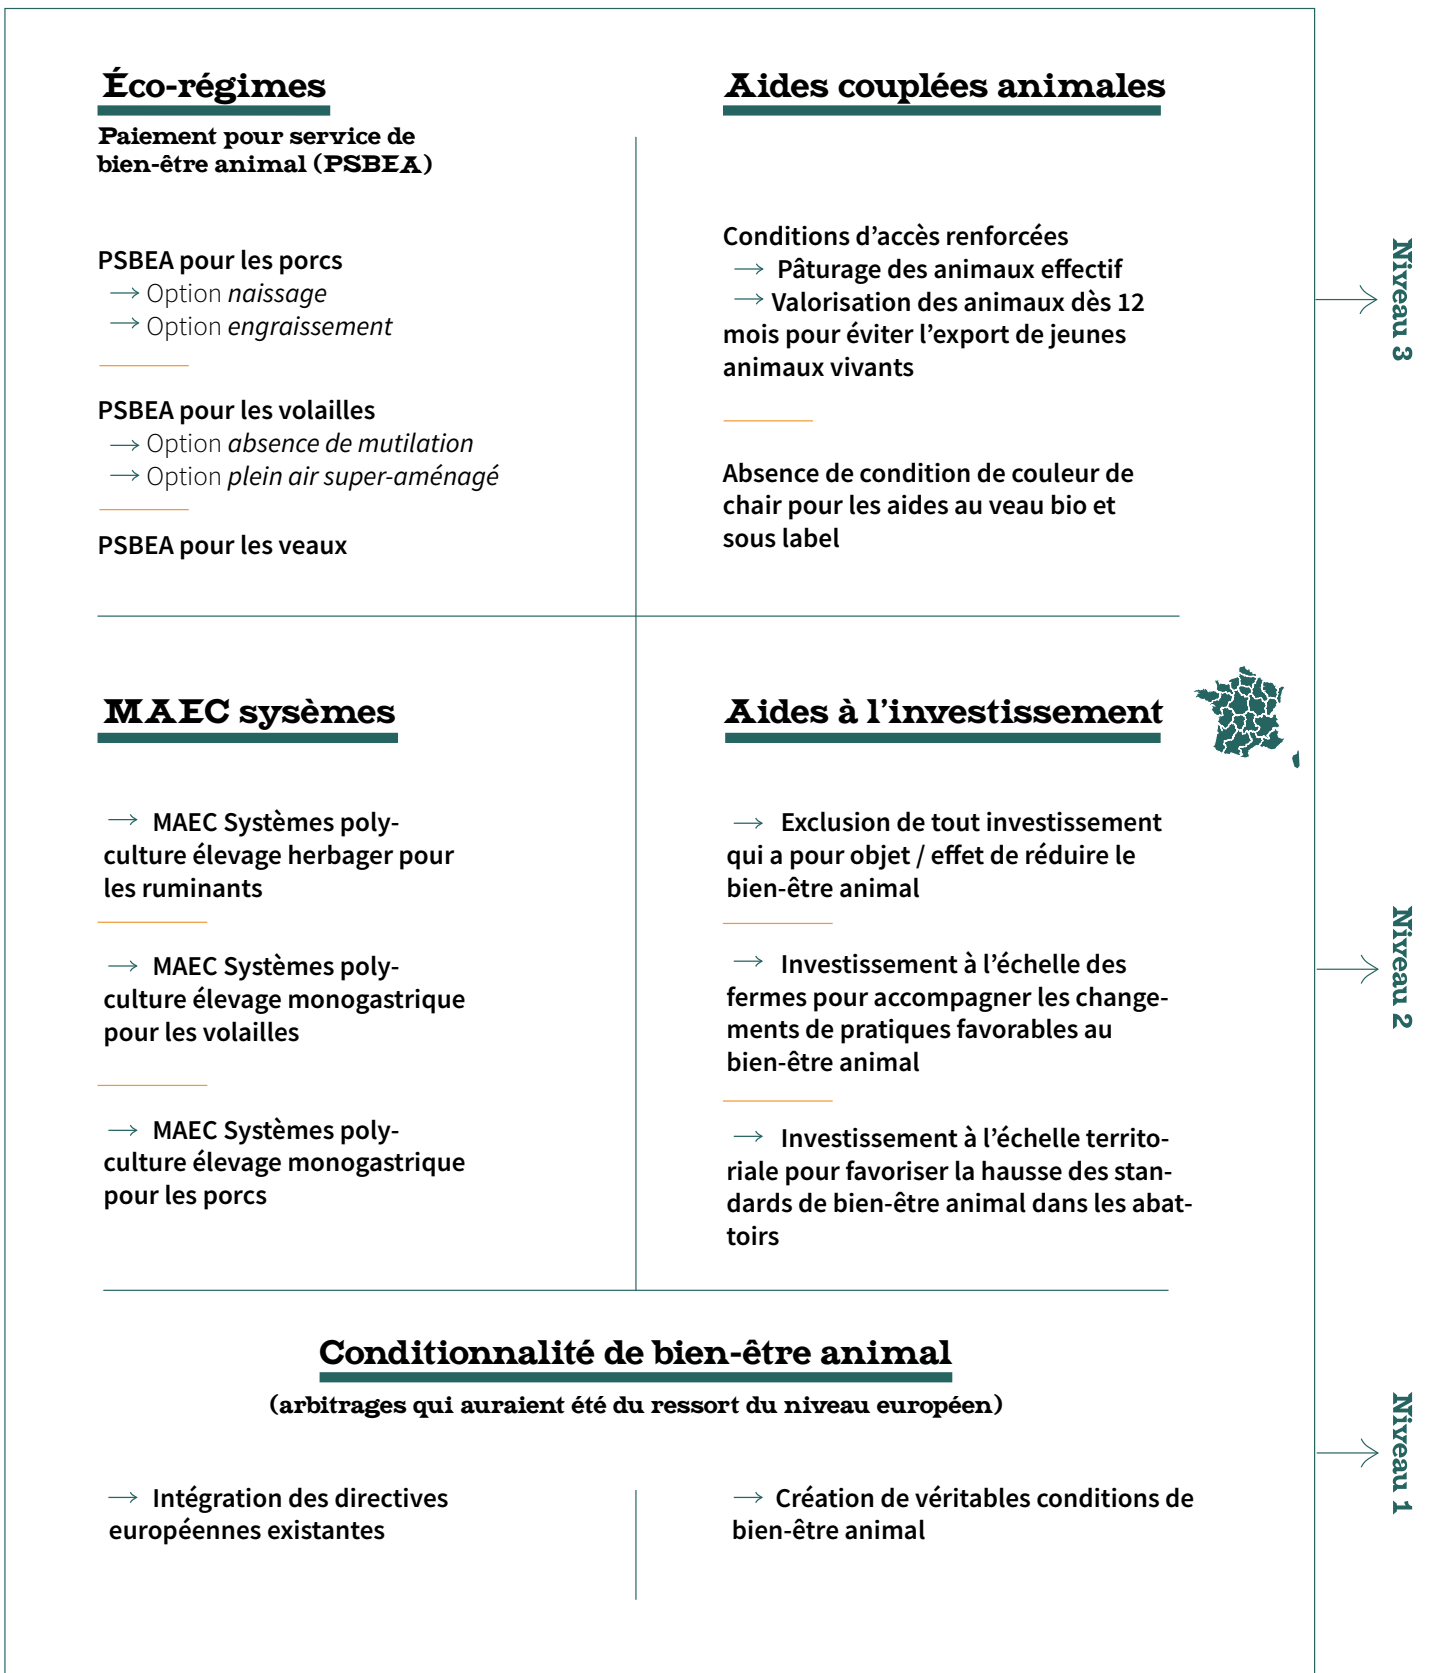 Éco-régimes
Paiement pour service de
bien-être animal (PSBEA)
PSBEA pour les porcs
→ Option naissage
→ Option engraissement
PSBEA pour les volailles
→ Option absence de mutilation
→ Option plein air super-aménagé
PSBEA pour les veaux
Aides couplées animales
Conditions d’accès renforcées
→ Pâturage des animaux effectif
→ Valorisation des animaux dès 12
mois pour éviter l’export de jeunes
animaux vivants
Absence de condition de couleur de
chair pour les aides au veau bio et
sous label
Niveau 3
MAEC sysèmes
→ MAEC Systèmes poly-
culture élevage herbager pour
les ruminants
→ MAEC Systèmes poly-
culture élevage monogastrique
pour les volailles
→ MAEC Systèmes poly-
culture élevage monogastrique
pour les porcs
Aides à l’investissement
→ Exclusion de tout investissement
qui a pour objet / effet de réduire le
bien-être animal
→ Investissement à l’échelle des
fermes pour accompagner les change-
ments de pratiques favorables au
bien-être animal
→ Investissement à l’échelle territo-
riale pour favoriser la hausse des stan-
dards de bien-être animal dans les abat-
toirs
Niveau 2
Conditionnalité de bien-être animal
(arbitrages qui auraient été du ressort du niveau européen)
→ Intégration des directives
européennes existantes
→ Création de véritables conditions de
bien-être animal
Niveau 1